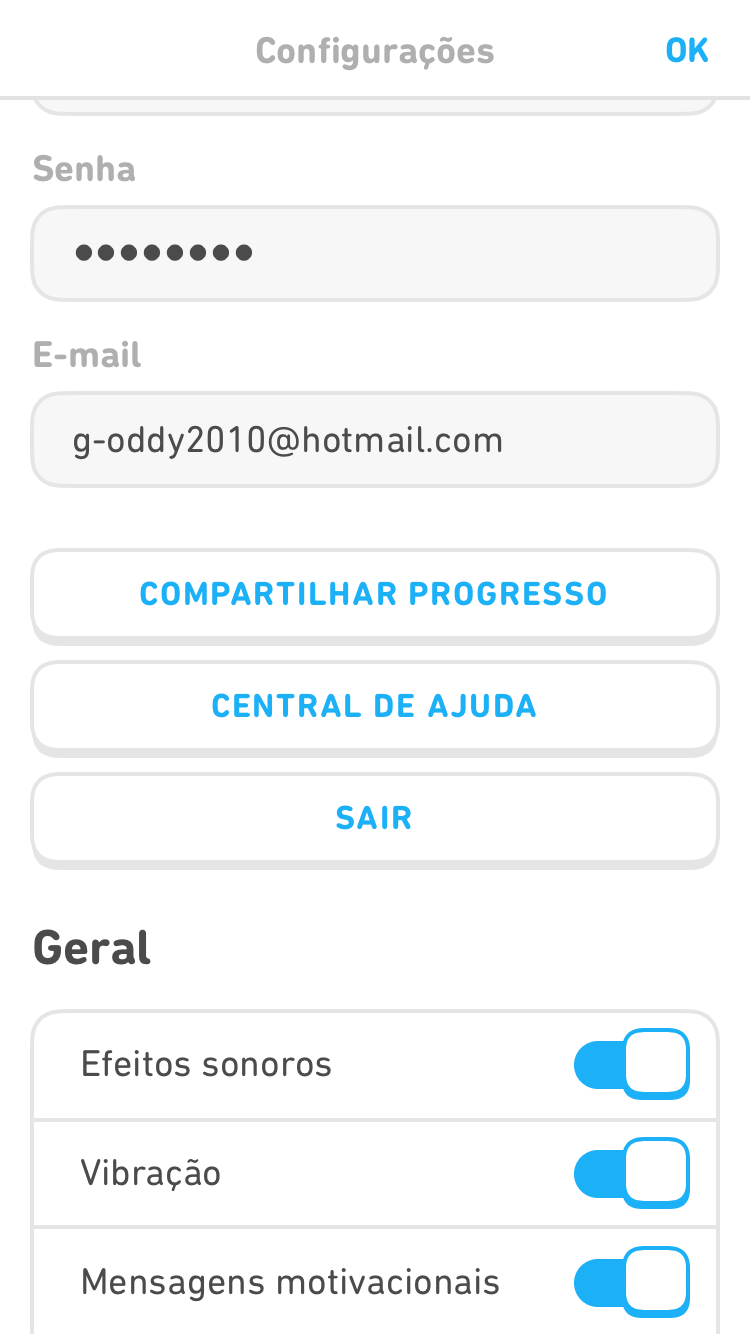 Configurações
OK
Senha
••••••••
E-mail
g-oddy2010@hotmail.com
COMPARTILHAR PROGRESSO
CENTRAL DE AJUDA
SAIR
Geral
Efeitos sonoros
Vibração
Mensagens motivacionais